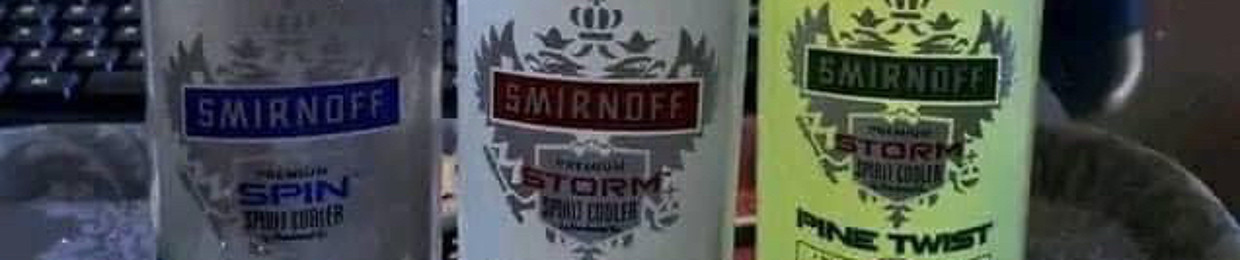 SMIRNOFF
PREMIUM
SPIN
SPIRIT COOLER
SMIRNOFF
PREMIUM
STORM
SPIRIT COOLER
SMIRNOFF
PREMIUM
STORM
SPIRIT COOLER
PINE TWIST